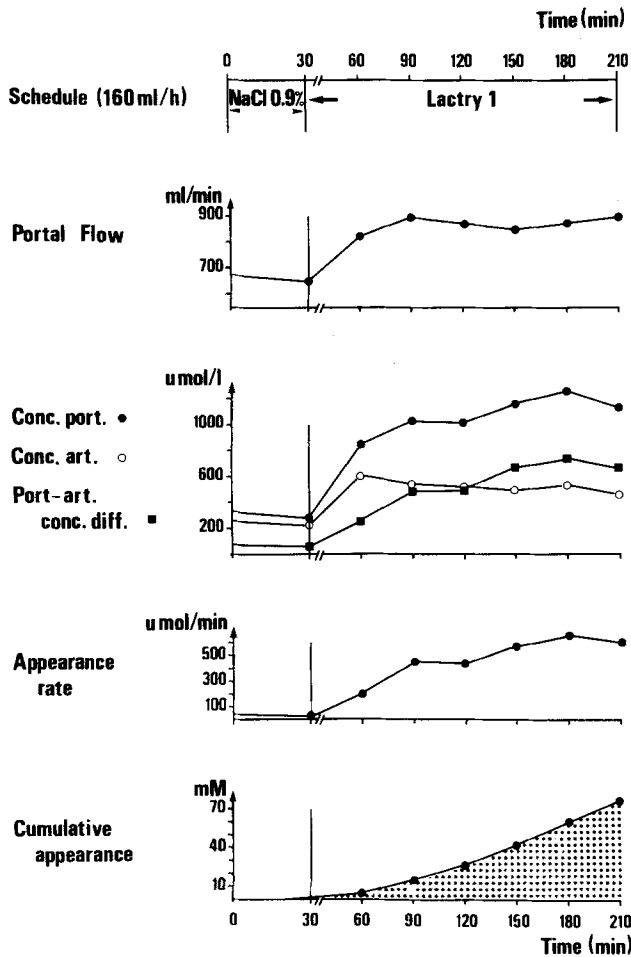 Time (min)
0 30 60 90 120 150 180 210
Schedule (160 ml/h) NaCl 0.9% Lactry 1
ml/min
Portal Flow
900
700
u mol/l
Conc. port. ●
Conc. art. ○
Port-art.
conc. diff. ■
1000
600
200
u mol/min
Appearance
rate
500
300
100
mM
Cumulative
appearance
70
40
10
0 30 60 90 120 150 180 210
Time (min)